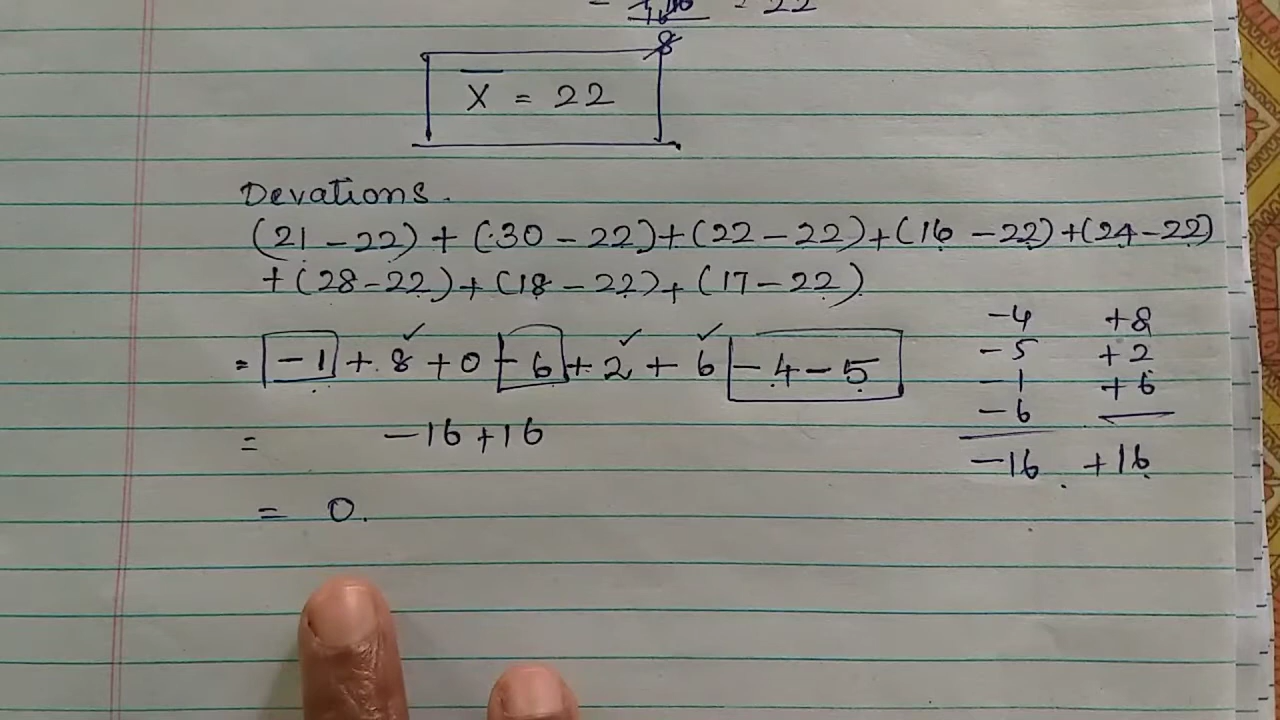 = 22
8
X̄ = 22
Devations.
(21 - 22) + (30 - 22) + (22 - 22) + (16 - 22) + (24 - 22)
+ (28 - 22) + (18 - 22) + (17 - 22)
= -1 + 8 + 0 - 6 + 2 + 6 - 4 - 5
= -16 + 16
= 0.
-4 +8
-5 +2
-1 +6
-6
-16 +16